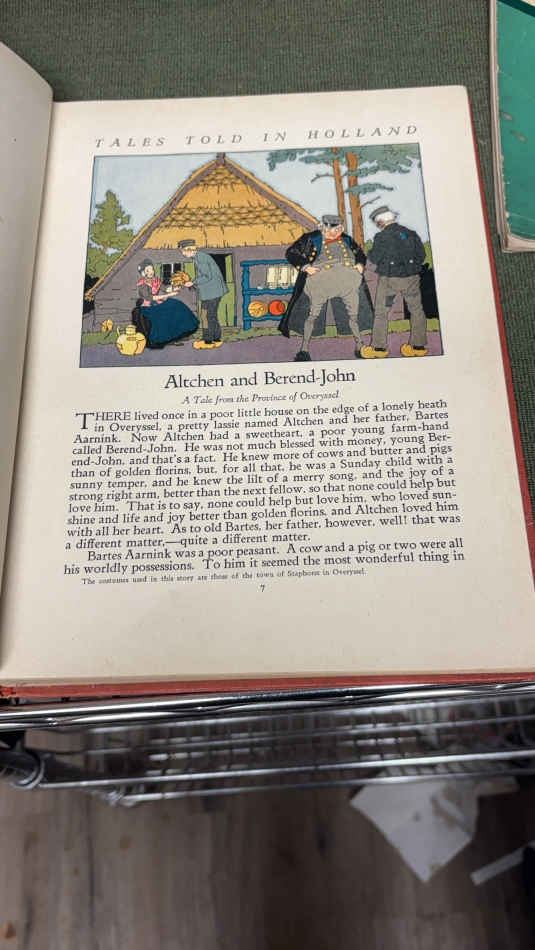 TALES TOLD IN HOLLAND
Altchen and Berend-John
A Tale from the Province of Overyssel
THERE lived once in a poor little house on the edge of a lonely heath
in Overyssel, a pretty lassie named Altchen and her father, Bartes
Aarnink. Now Altchen had a sweetheart, a poor young farm-hand
called Berend-John. He was not much blessed with money, young Ber-
end-John, and that's a fact. He knew more of cows and butter and pigs
than of golden florins, but, for all that, he was a Sunday child with a
sunny temper, and he knew the lilt of a merry song, and the joy of a
strong right arm, better than the next fellow, so that none could help but
love him. That is to say, none could help but love him, who loved sun-
shine and life and joy better than golden florins, and Altchen loved him
with all her heart. As to old Bartes, her father, however, well! that was
a different matter,—quite a different matter.
Bartes Aarnink was a poor peasant. A cow and a pig or two were all
his worldly possessions. To him it seemed the most wonderful thing in
The costumes used in this story are those of the town of Staphorst in Overyssel.
7